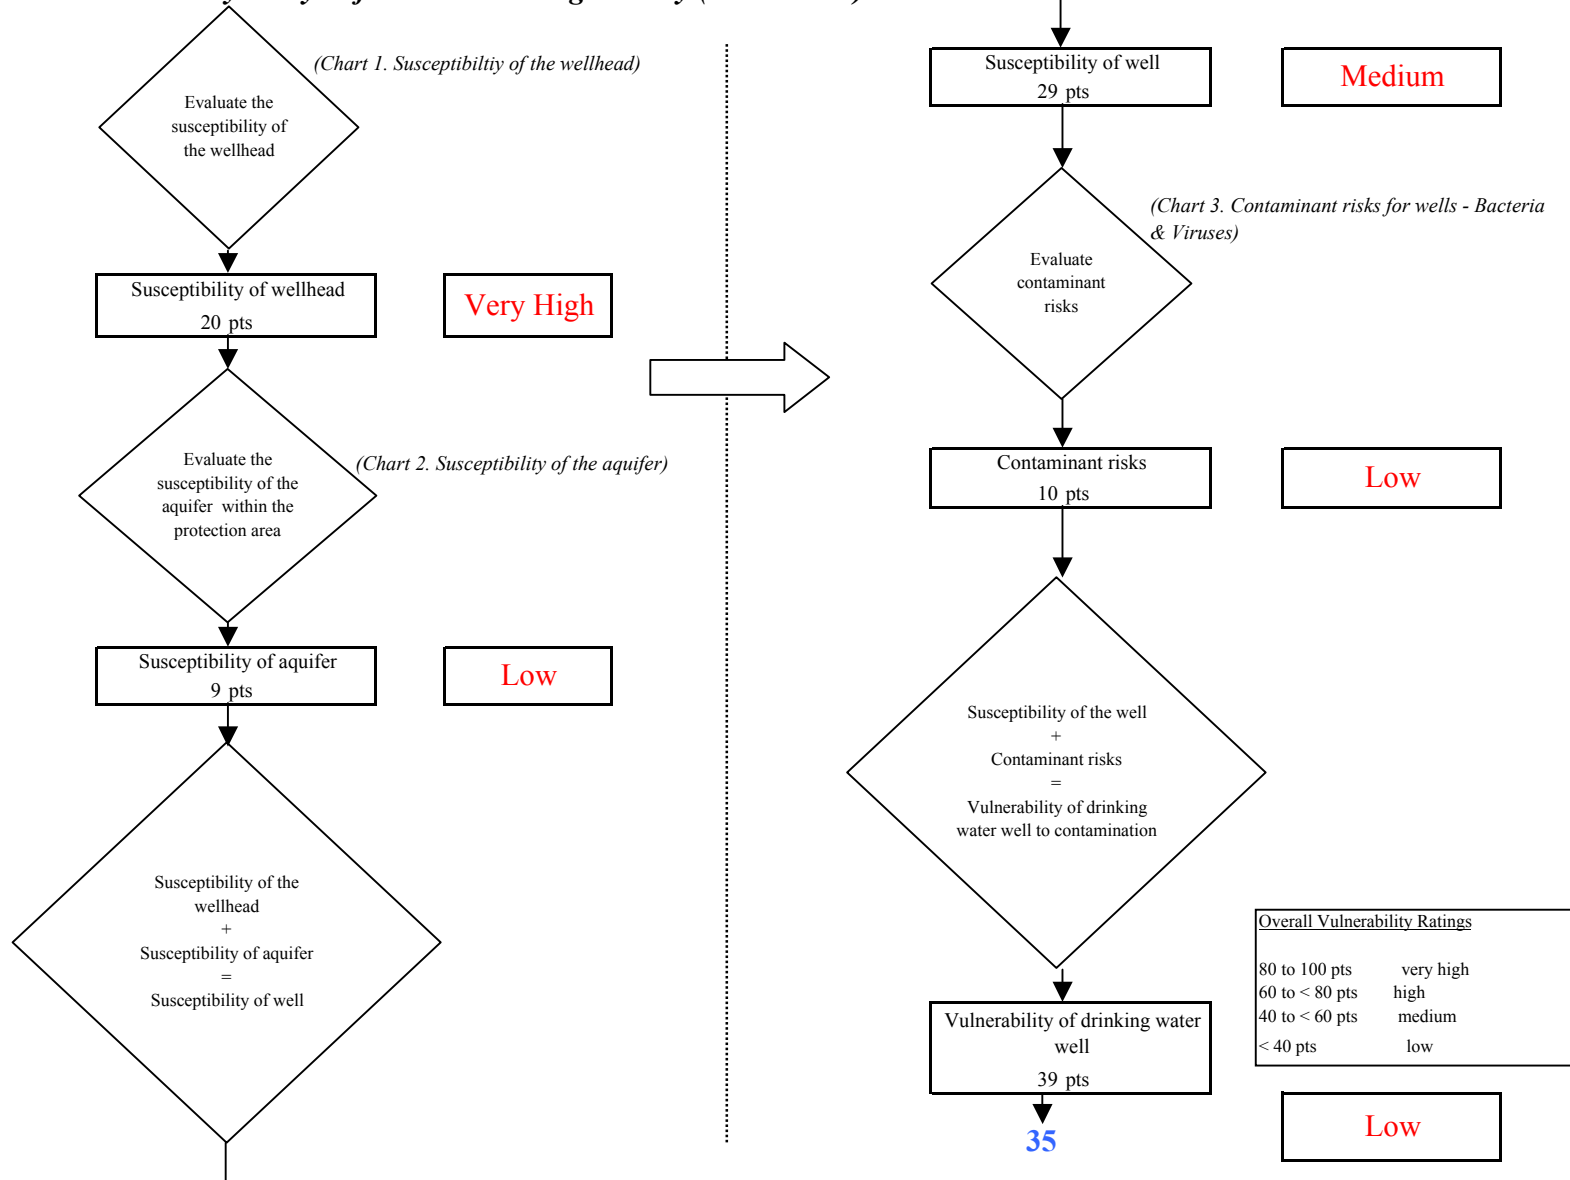 (Chart 1. Susceptibiltiy of the wellhead)
Evaluate the
susceptibility of
the wellhead
Susceptibility of wellhead
20 pts
Very High
Evaluate the
susceptibility of the
aquifer within the
protection area
(Chart 2. Susceptibility of the aquifer)
Susceptibility of aquifer
9 pts
Low
Susceptibility of the
wellhead
+
Susceptibility of aquifer
=
Susceptibility of well
Susceptibility of well
29 pts
Medium
(Chart 3. Contaminant risks for wells - Bacteria
& Viruses)
Evaluate
contaminant
risks
Contaminant risks
10 pts
Low
Susceptibility of the well
+
Contaminant risks
=
Vulnerability of drinking
water well to contamination
Overall Vulnerability Ratings
80 to 100 pts very high
60 to < 80 pts high
40 to < 60 pts medium
< 40 pts low
Vulnerability of drinking water
well
39 pts
35
Low